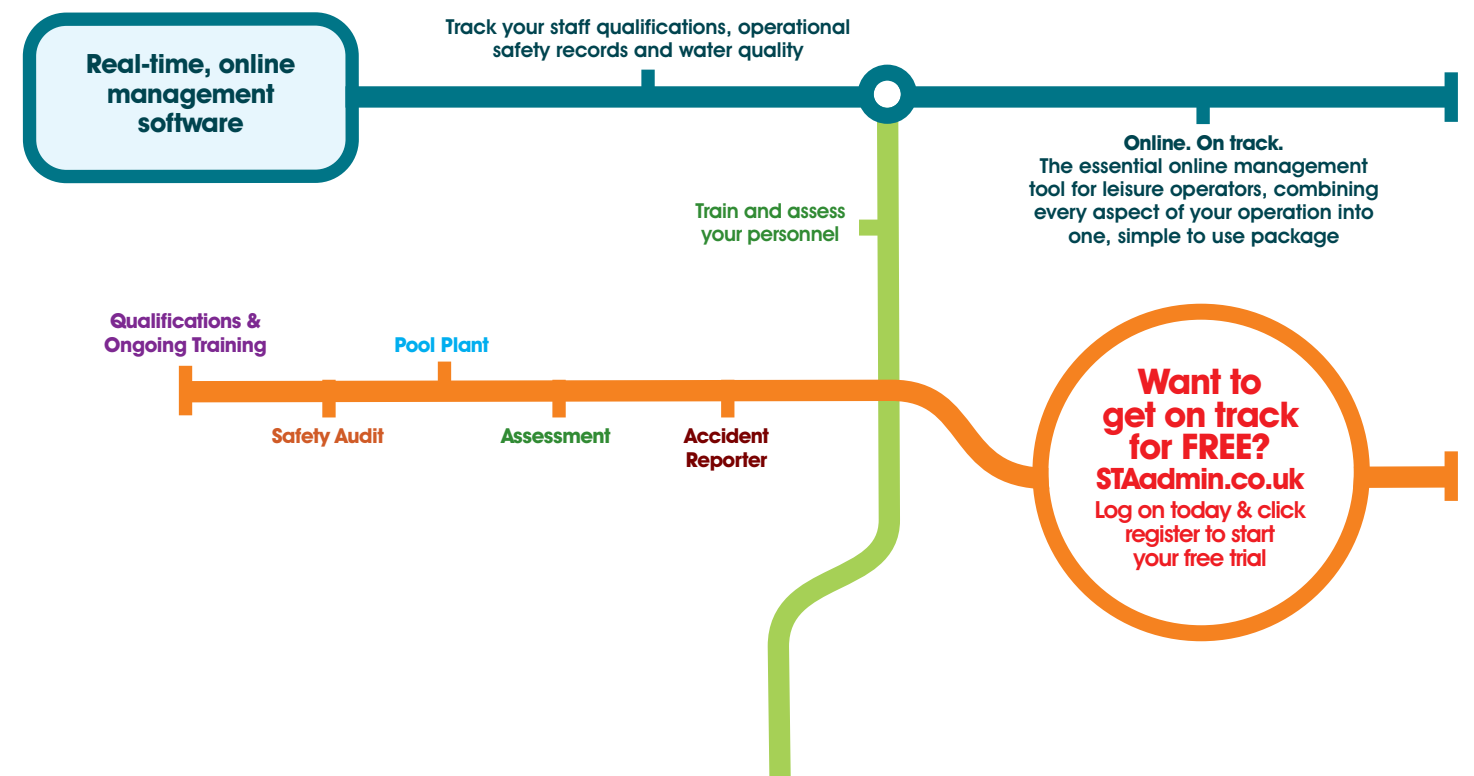 Real-time, online
management
software
Track your staff qualifications, operational
safety records and water quality
Online. On track.
The essential online management
tool for leisure operators, combining
every aspect of your operation into
one, simple to use package
Train and assess
your personnel
Qualifications &
Ongoing Training
Pool Plant
Safety Audit
Assessment
Accident
Reporter
Want to
get on track
for FREE?
STAadmin.co.uk
Log on today & click
register to start
your free trial